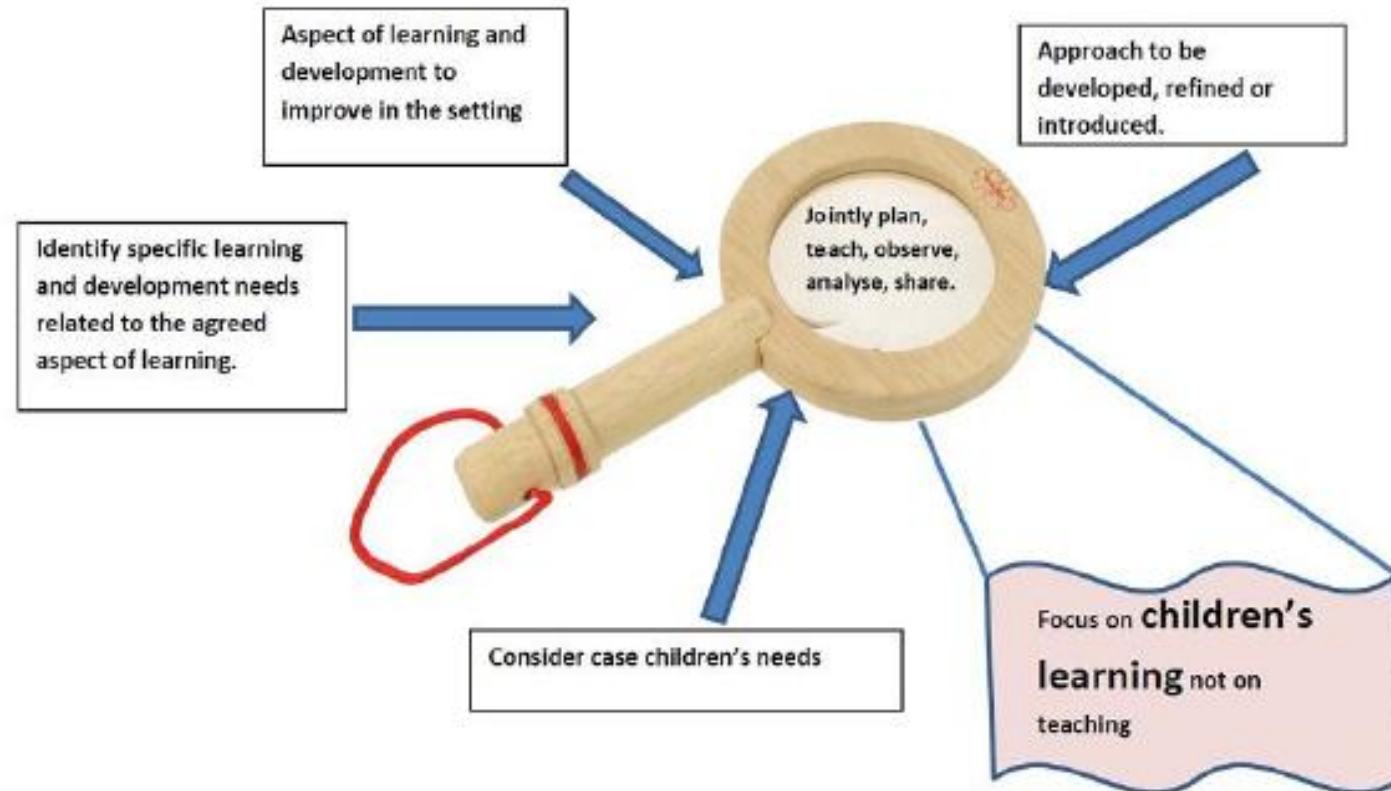 Aspect of learning and
development to
improve in the setting
Approach to be
developed, refined or
introduced.
Identify specific learning
and development needs
related to the agreed
aspect of learning.
Jointly plan,
teach, observe,
analyse, share.
Consider case children's needs
Focus on children's
learning not on
teaching